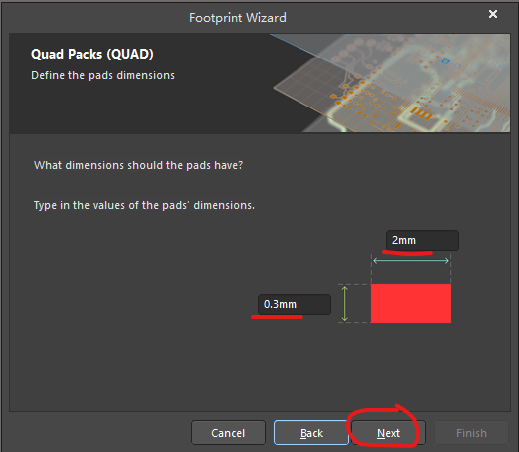 Footprint Wizard
Quad Packs (QUAD)
Define the pads dimensions
What dimensions should the pads have?
Type in the values of the pads' dimensions.
2mm
0.3mm
Cancel
Back
Next
Finish